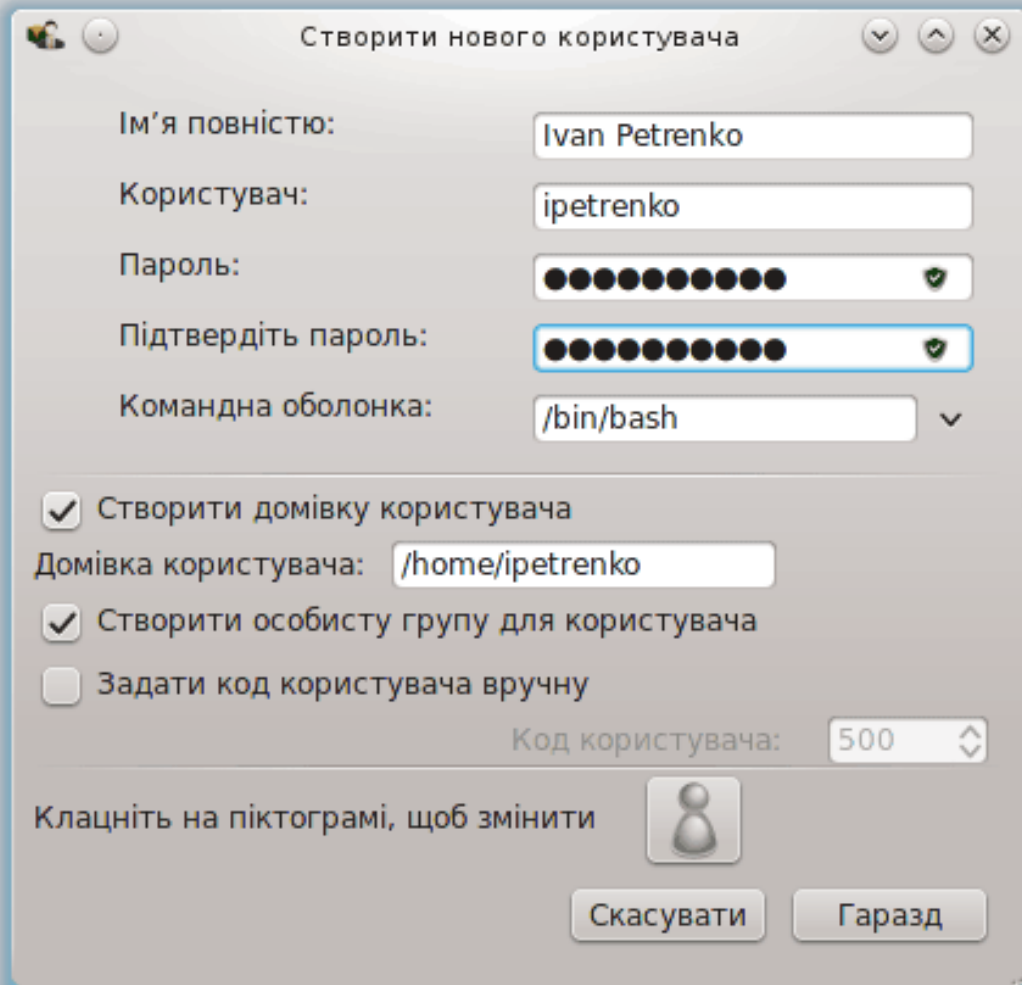 Створити нового користувача
Ім’я повністю: Ivan Petrenko
Користувач: ipetrenko
Пароль: ●●●●●●●●●●
Підтвердіть пароль: ●●●●●●●●●●
Командна оболонка: /bin/bash
Створити домівку користувача
Домівка користувача: /home/ipetrenko
Створити особисту групу для користувача
Задати код користувача вручну
Код користувача: 500
Клацніть на піктограмі, щоб змінити
Скасувати Гаразд